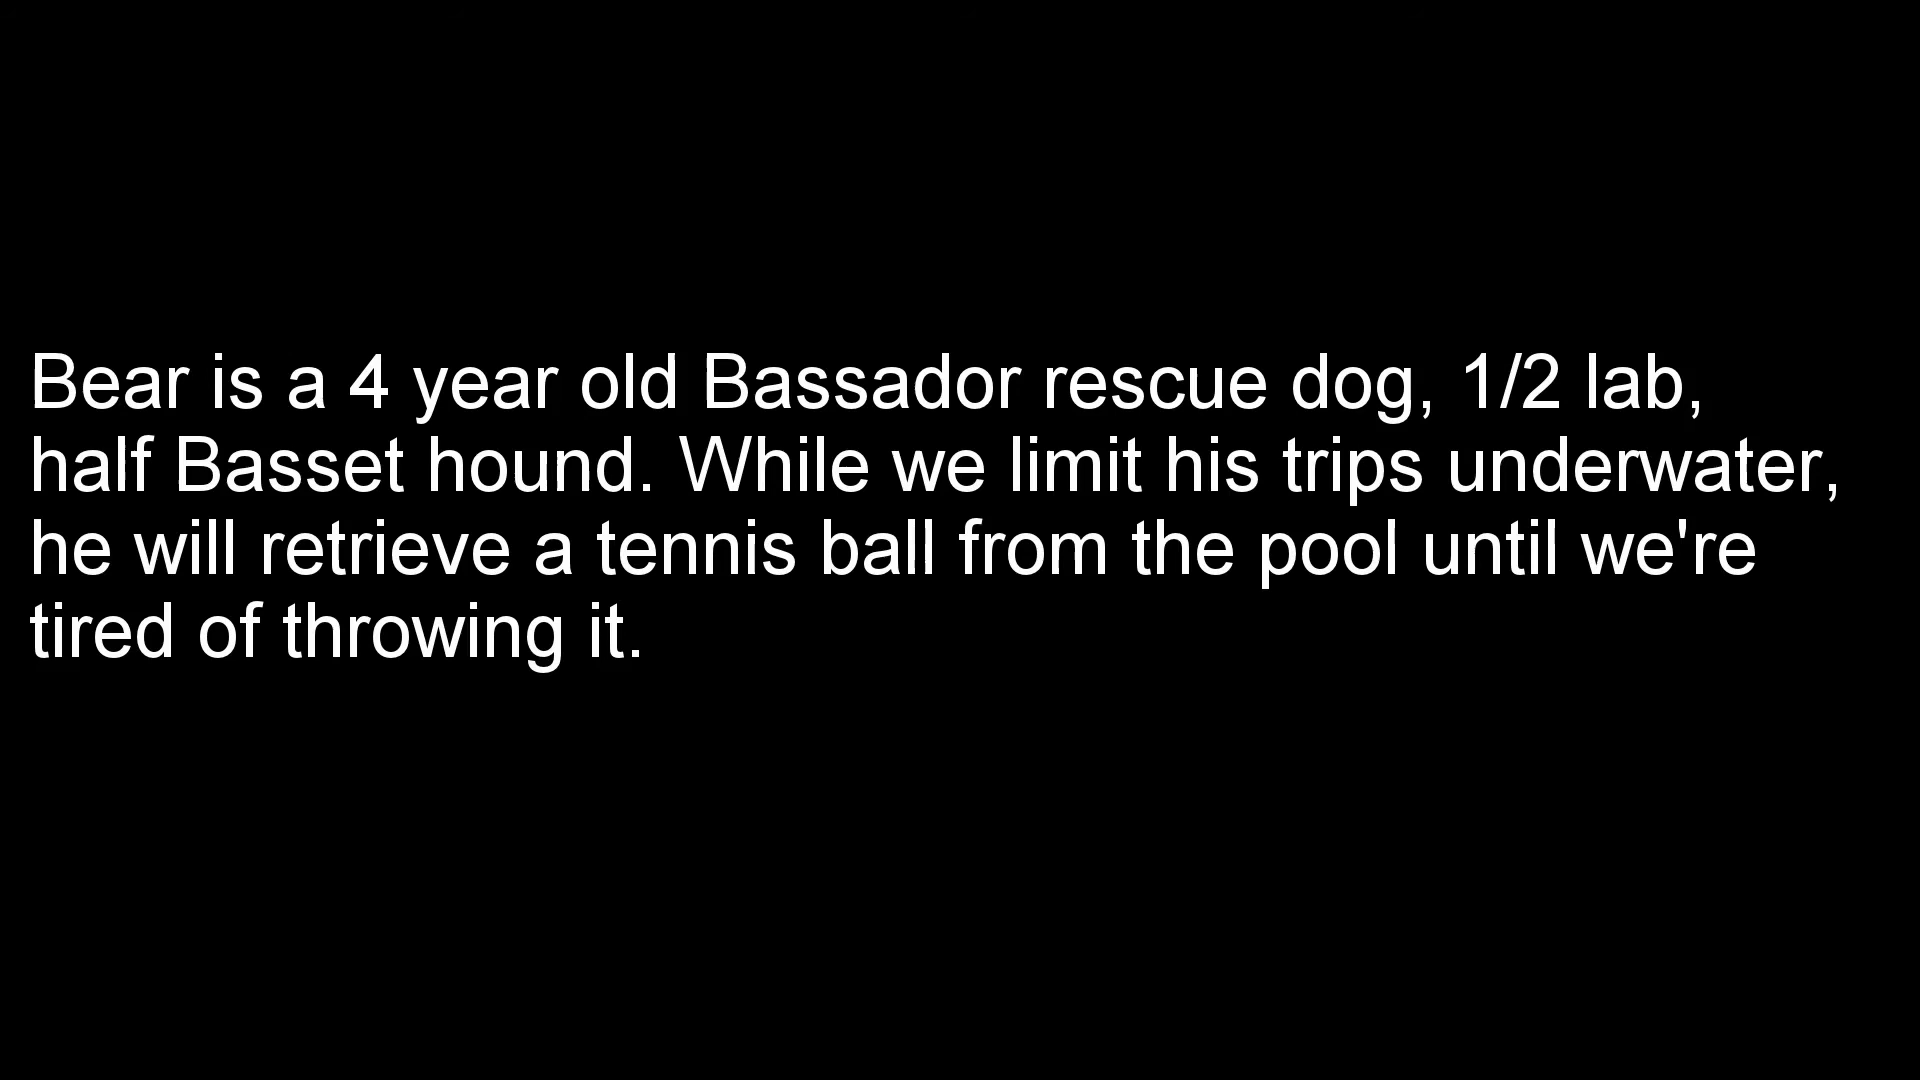 Bear is a 4 year old Bassador rescue dog, 1/2 lab,
half Basset hound. While we limit his trips underwater,
he will retrieve a tennis ball from the pool until we're
tired of throwing it.